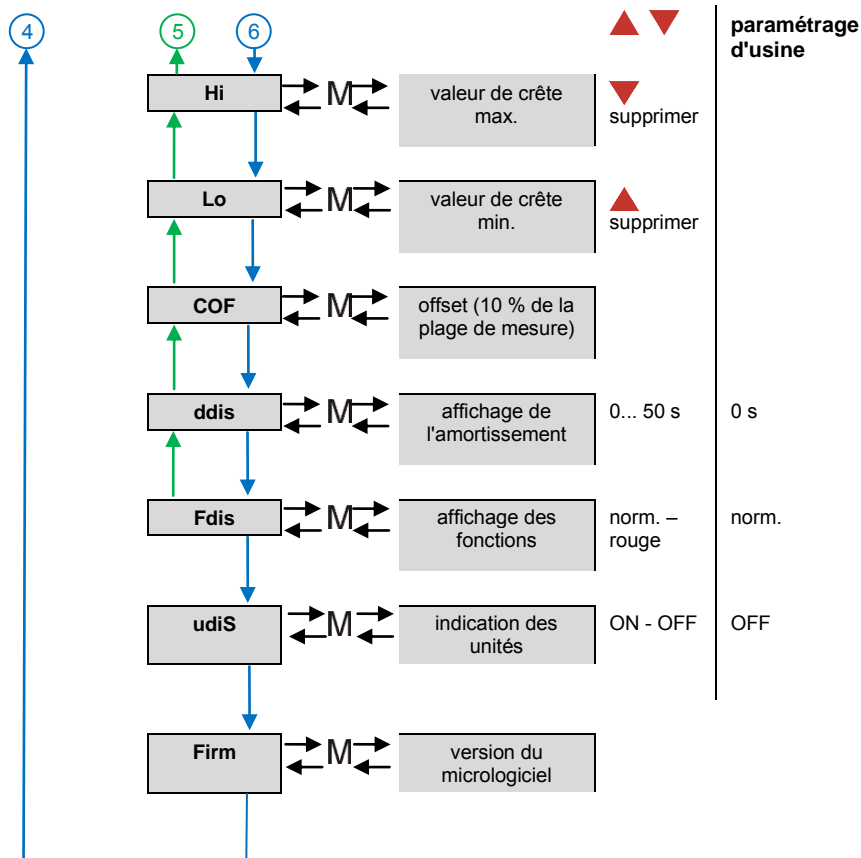 4
5
6
paramétrage
d'usine
Hi
M
valeur de crête
max.
supprimer
Lo
M
valeur de crête
min.
supprimer
COF
M
offset (10 % de la
plage de mesure)
ddis
M
affichage de
l'amortissement
0... 50 s
0 s
Fdis
M
affichage des
fonctions
norm. –
rouge
norm.
udiS
M
indication des
unités
ON - OFF
OFF
Firm
M
version du
micrologiciel